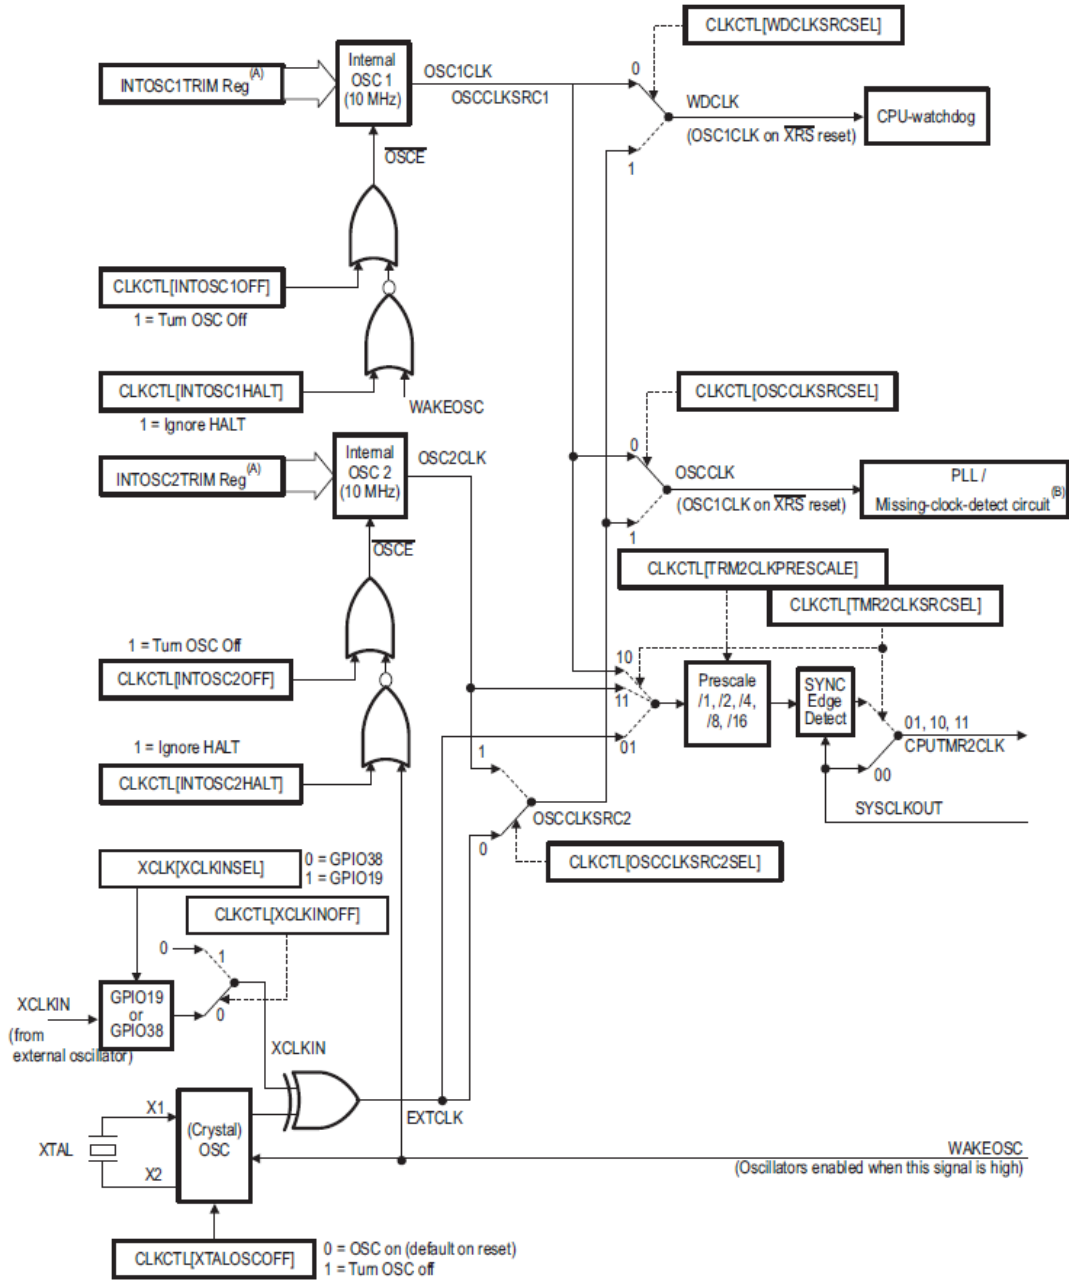 CLKCTL[WDCLKSRCSEL]
INTOSC1TRIM Reg(A)
Internal
OSC 1
(10 MHz)
OSC1CLK
OSCCLKSRC1
0
WDCLK
(OSC1CLK on XRS reset)
CPU-watchdog
1
OSCE
CLKCTL[INTOSC1OFF]
1 = Turn OSC Off
CLKCTL[INTOSC1HALT]
1 = Ignore HALT
WAKEOSC
CLKCTL[OSCCLKSRCSEL]
INTOSC2TRIM Reg(A)
Internal
OSC 2
(10 MHz)
OSC2CLK
0
OSCCLK
(OSC1CLK on XRS reset)
1
PLL /
Missing-clock-detect circuit(B)
OSCE
CLKCTL[TRM2CLKPRESCALE]
CLKCTL[TMR2CLKSRCSEL]
1 = Turn OSC Off
CLKCTL[INTOSC2OFF]
10
11
01
Prescale
/1, /2, /4,
/8, /16
SYNC
Edge
Detect
01, 10, 11
CPUTMR2CLK
00
SYSCLKOUT
1 = Ignore HALT
CLKCTL[INTOSC2HALT]
1
OSCCLKSRC2
0
CLKCTL[OSCCLKSRC2SEL]
XCLK[XCLKINSEL]
0 = GPIO38
1 = GPIO19
CLKCTL[XCLKINOFF]
0
1
0
XCLKIN
(from
external oscillator)
GPIO19
or
GPIO38
XCLKIN
EXTCLK
XTAL
X1
X2
(Crystal)
OSC
WAKEOSC
(Oscillators enabled when this signal is high)
CLKCTL[XTALOSCOFF]
0 = OSC on (default on reset)
1 = Turn OSC off